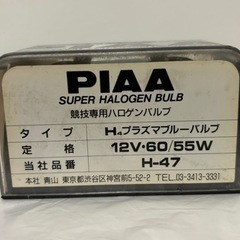 PIAA
SUPER HALOGEN BULB
競技専用ハロゲンバルブ
タイプ H₄プラズマブルーバルブ
定格 12V・60/55W
当社品番 H-47
本社 青山 東京都渋谷区神宮前5-52-2 TEL.03-3413-3331